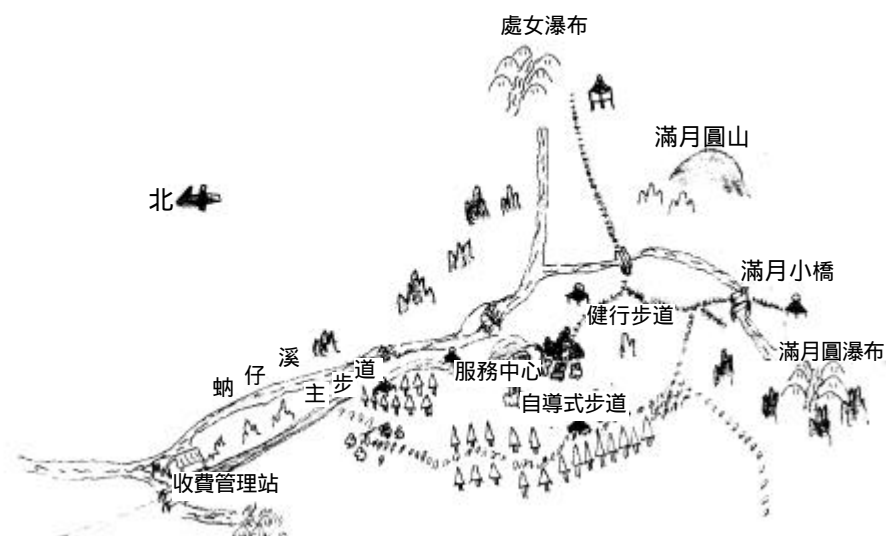 處女瀑布
滿月圓山
北
滿月小橋
健行步道
滿月圓瀑布
蚋仔溪
主步道
服務中心
自導式步道
收費管理站